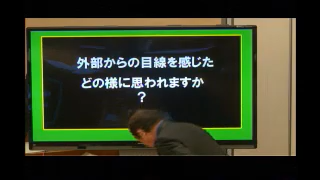 外部からの目線を感じた
どの様に思われますか
?